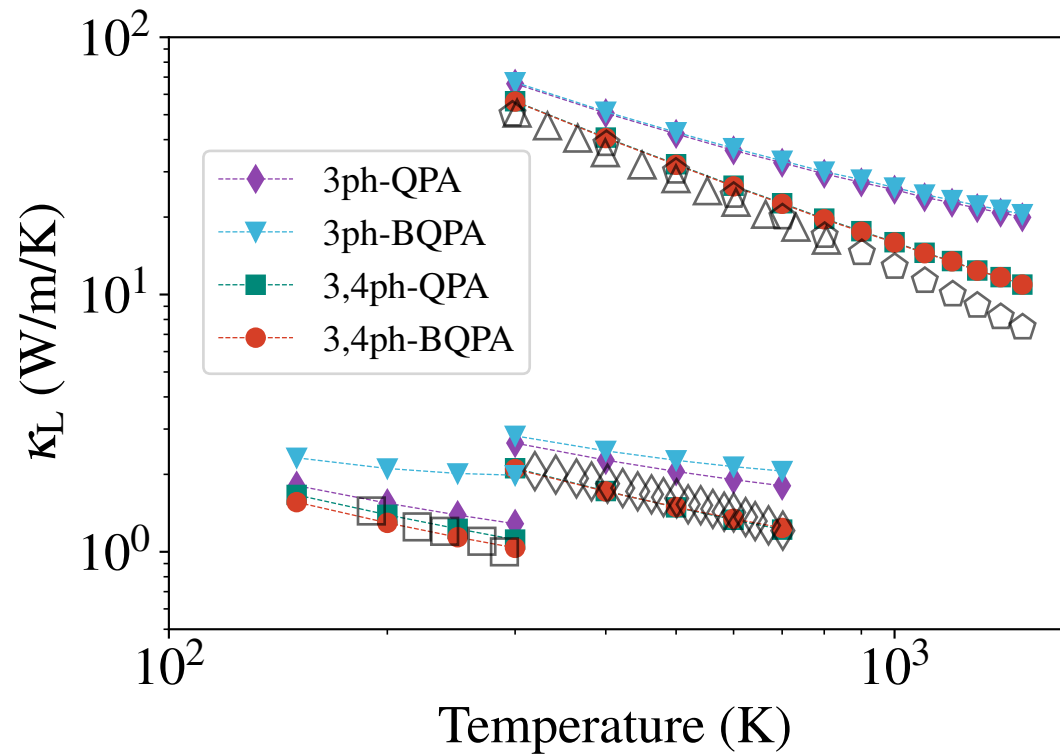 10²
3ph-QPA
3ph-BQPA
3,4ph-QPA
3,4ph-BQPA
κL (W/m/K)
10¹
10⁰
10²
10³
Temperature (K)